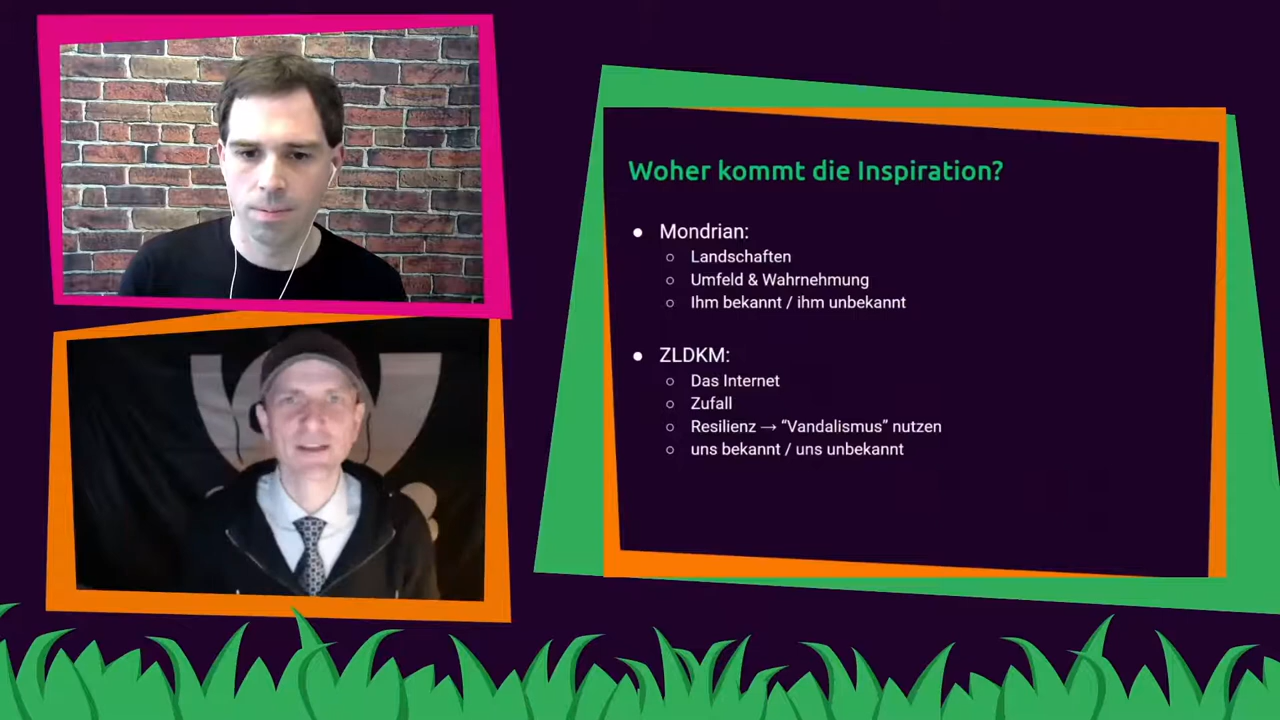 Woher kommt die Inspiration?
● Mondrian:
○ Landschaften
○ Umfeld & Wahrnehmung
○ Ihm bekannt / ihm unbekannt
● ZLDKM:
○ Das Internet
○ Zufall
○ Resilienz → “Vandalismus” nutzen
○ uns bekannt / uns unbekannt